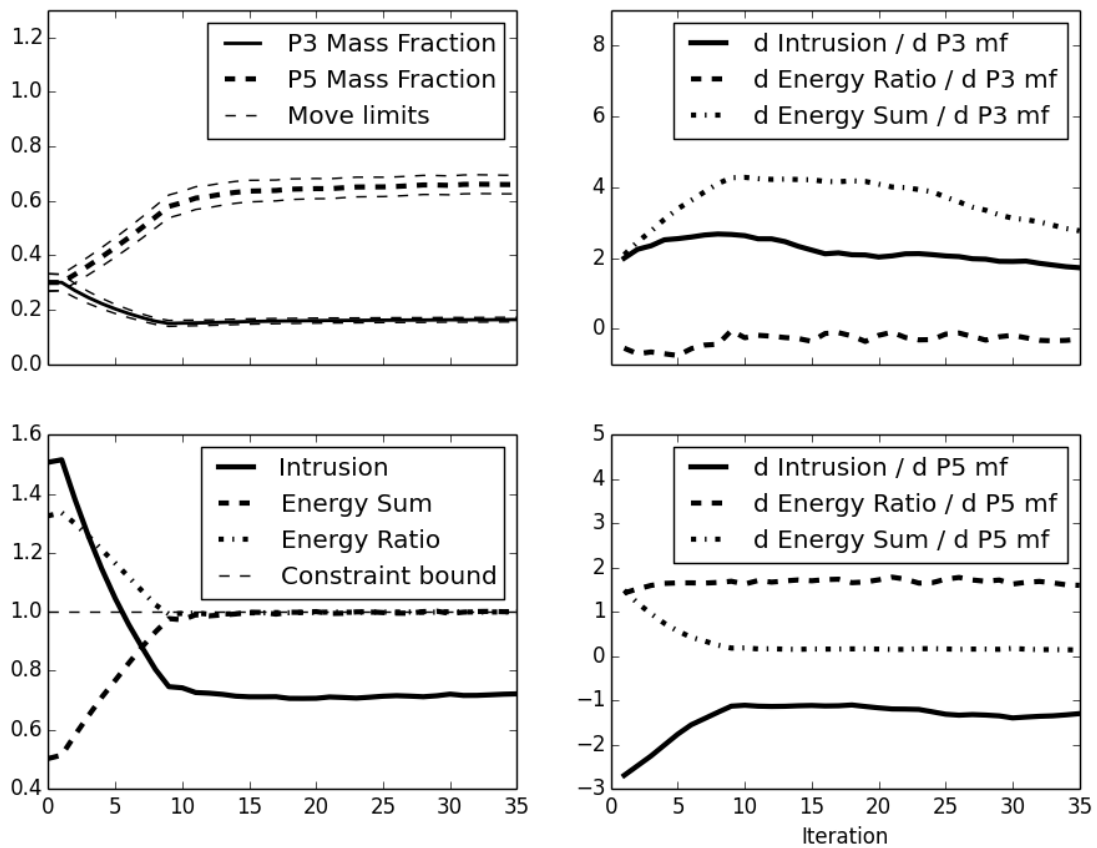 1.2
1.0
0.8
0.6
0.4
0.2
0.0
P3 Mass Fraction
P5 Mass Fraction
Move limits
8
6
4
2
0
d Intrusion / d P3 mf
d Energy Ratio / d P3 mf
d Energy Sum / d P3 mf
1.6
1.4
1.2
1.0
0.8
0.6
0.4
Intrusion
Energy Sum
Energy Ratio
Constraint bound
0 5 10 15 20 25 30 35
5
4
3
2
1
0
−1
−2
−3
d Intrusion / d P5 mf
d Energy Ratio / d P5 mf
d Energy Sum / d P5 mf
0 5 10 15 20 25 30 35
Iteration